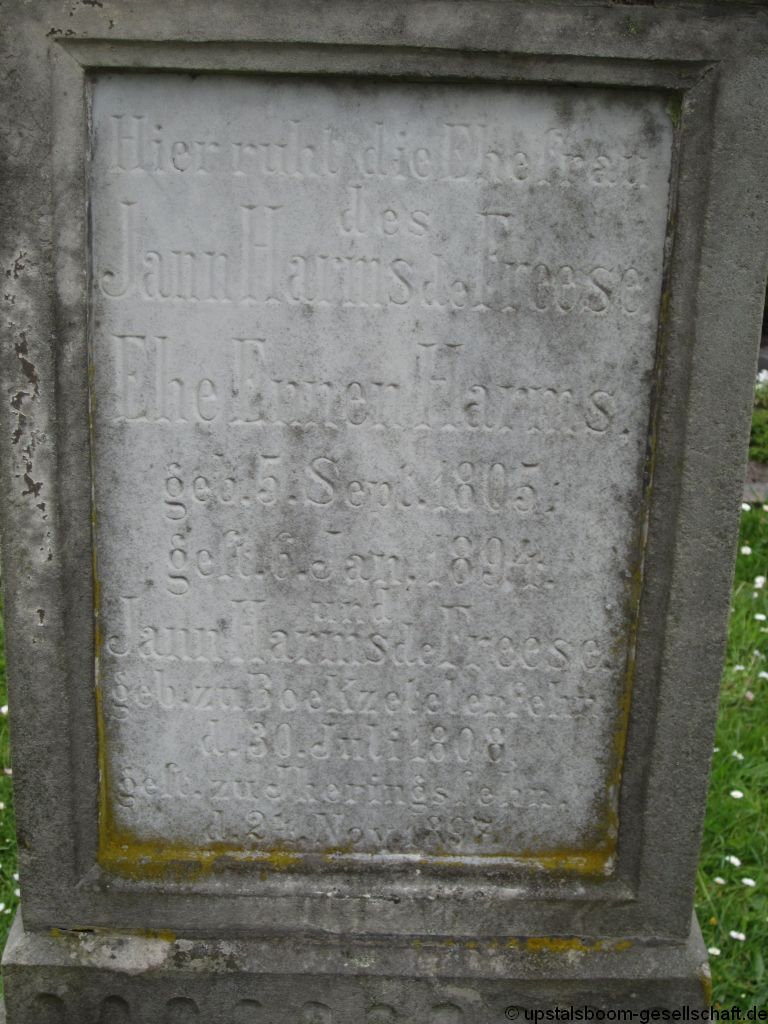 Hier ruht die Ehefrau
des
Jann Harms de Freese
Ehe Ennen Harms,
geb. 5. Sept. 1805,
gest. 6. Jan. 1894.
und
Jann Harms de Freese
geb. zu Boekzetelerfehn
d. 30. Juli 1808,
gest. zu Jheringsfehn,
d. 24. Nov. 1897.
© upstalsboom-gesellschaft.de